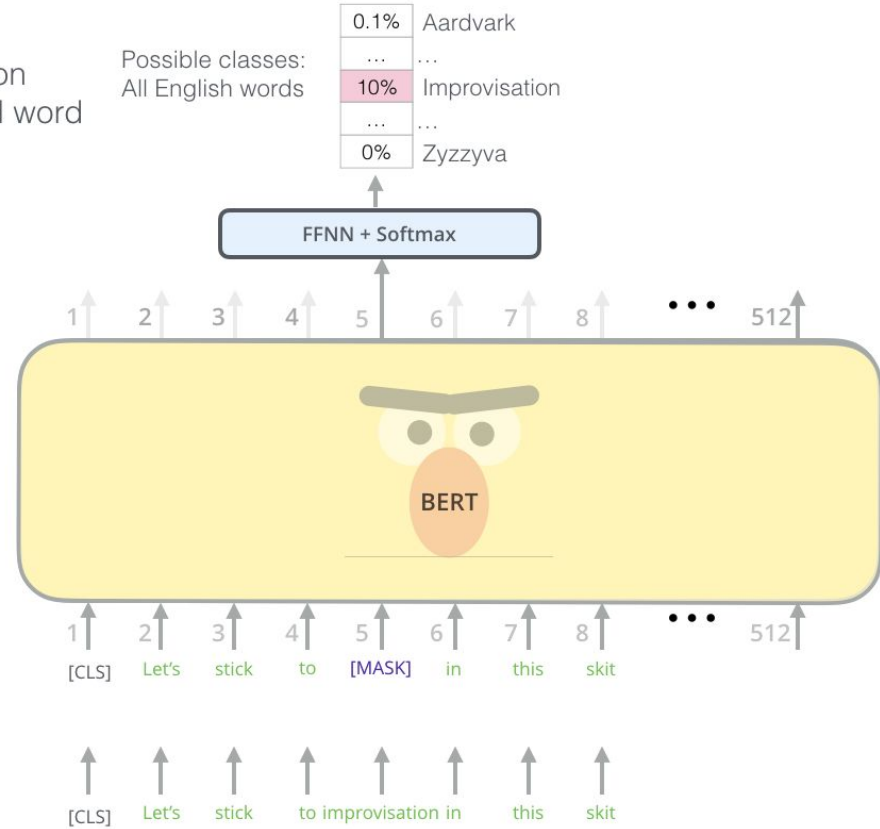 0.1% Aardvark
... ...
Possible classes:
All English words
10% Improvisation
on
word
... ...
0% Zyzzyva
FFNN + Softmax
1 2 3 4 5 6 7 8 ••• 512
BERT
1 2 3 4 5 6 7 8 ••• 512
[CLS] Let's stick to [MASK] in this skit
[CLS] Let's stick to improvisation in this skit